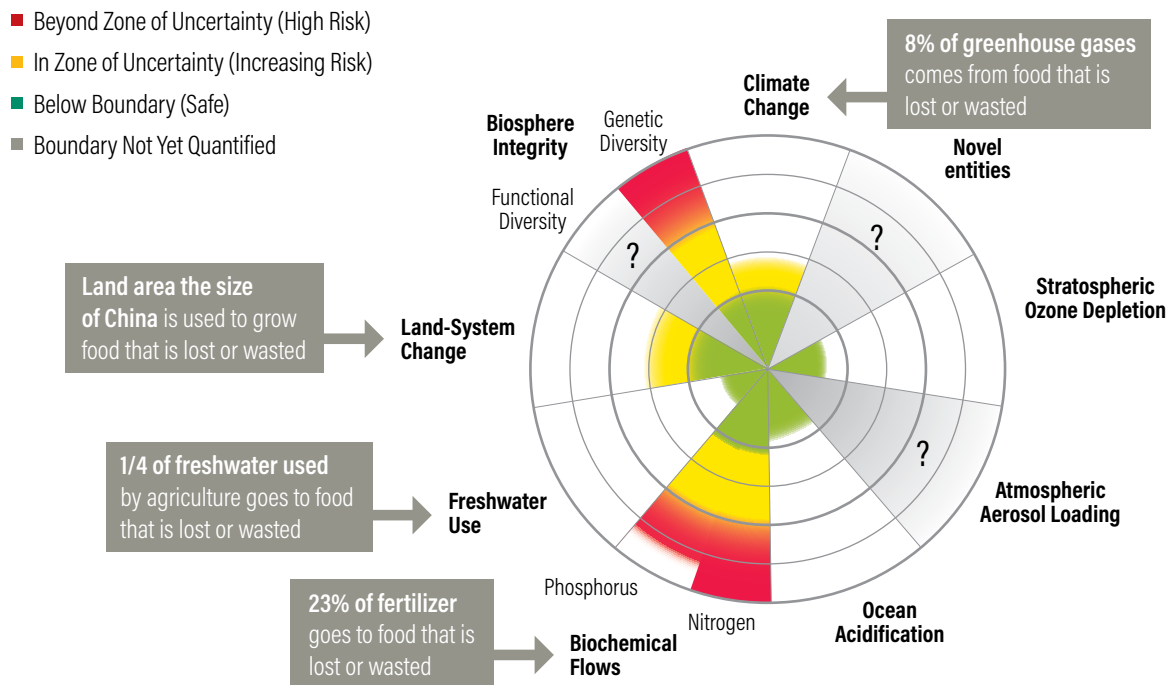 Beyond Zone of Uncertainty (High Risk)
In Zone of Uncertainty (Increasing Risk)
Below Boundary (Safe)
Boundary Not Yet Quantified
8% of greenhouse gases
comes from food that is
lost or wasted
Climate
Change
Novel
entities
Biosphere
Integrity
Genetic
Diversity
Functional
Diversity
?
?
Land area the size
of China is used to grow
food that is lost or wasted
Land-System
Change
Stratospheric
Ozone Depletion
?
1/4 of freshwater used
by agriculture goes to food
that is lost or wasted
Freshwater
Use
Atmospheric
Aerosol Loading
Phosphorus
Nitrogen
Ocean
Acidification
23% of fertilizer
goes to food that is
lost or wasted
Biochemical
Flows